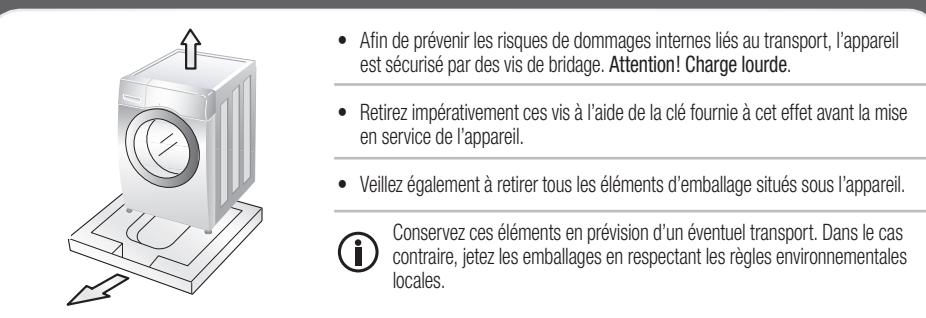 • Afin de prévenir les risques de dommages internes liés au transport, l'appareil
est sécurisé par des vis de bridage. Attention! Charge lourde.
• Retirez impérativement ces vis à l'aide de la clé fournie à cet effet avant la mise
en service de l'appareil.
• Veillez également à retirer tous les éléments d'emballage situés sous l'appareil.
Conservez ces éléments en prévision d'un éventuel transport. Dans le cas
contraire, jetez les emballages en respectant les règles environnementales
locales.